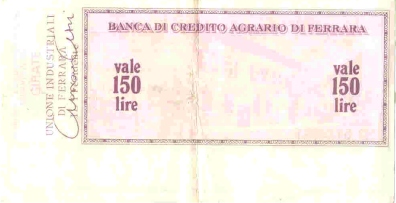 BANCA DI CREDITO AGRARIO DI FERRARA
vale
150
lire
vale
150
lire
UNIONE INDUSTRIALI
DI FERRARA